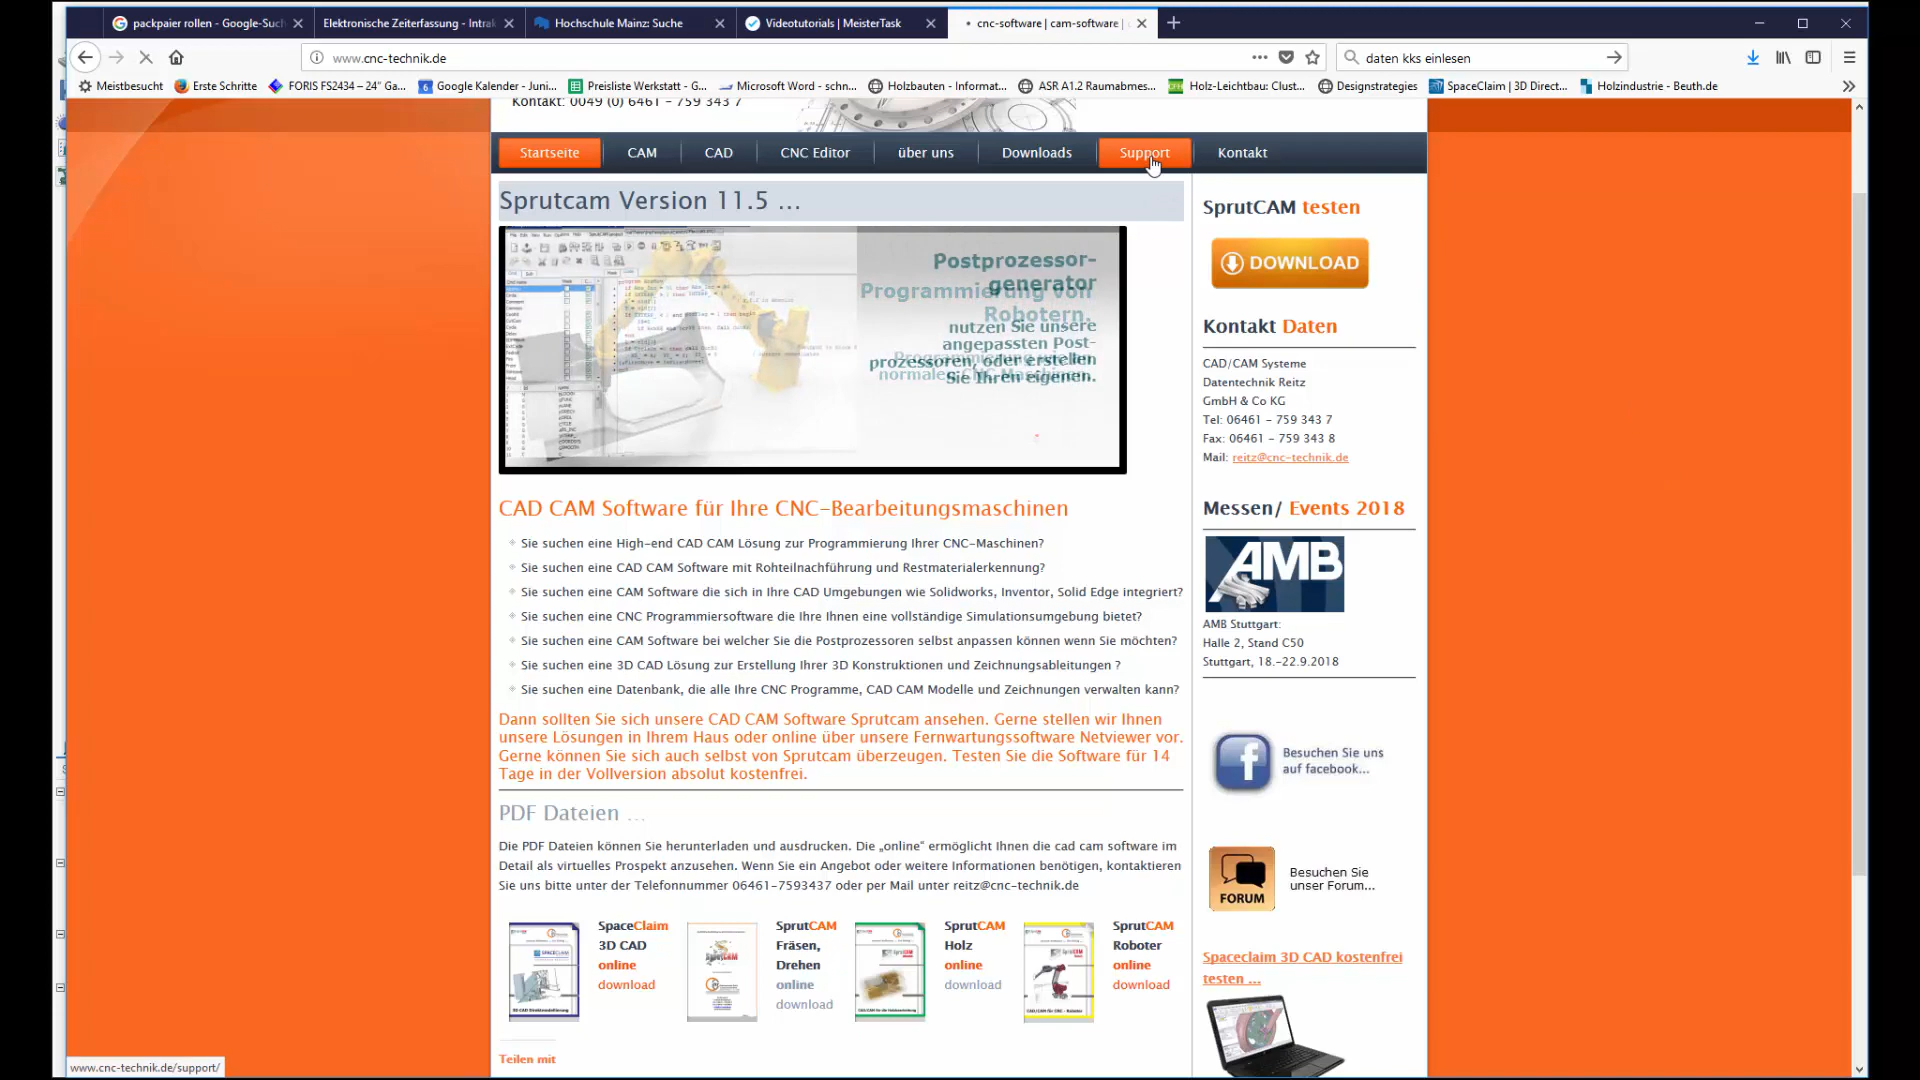 packpaier rollen - Google-Such
Elektronische Zeiterfassung - Intrak
Hochschule Mainz: Suche
Videotutorials | MeisterTask
cnc-software | cam-software |
www.cnc-technik.de
daten kks einlesen
Meistbesucht
Erste Schritte
FORIS FS2434 – 24" Ga...
Google Kalender - Juni...
Preisliste Werkstatt - G...
Microsoft Word - schn...
Holzbauten - Informat...
ASR A1.2 Raumabmes...
Holz-Leichtbau: Clust...
Designstrategies
SpaceClaim | 3D Direct...
Holzindustrie - Beuth.de
Kontakt: 0049 (0) 6461 - 759 343 7
Startseite
CAM
CAD
CNC Editor
über uns
Downloads
Support
Kontakt
Sprutcam Version 11.5 ...
Postprozessor-
generator
Programmierung von
Robotern.
nutzen Sie unsere
angepassten Post-
prozessoren, oder erstellen
Sie Ihren eigenen.
CAD CAM Software für Ihre CNC-Bearbeitungsmaschinen
Sie suchen eine High-end CAD CAM Lösung zur Programmierung Ihrer CNC-Maschinen?
Sie suchen eine CAD CAM Software mit Rohteilnachführung und Restmaterialerkennung?
Sie suchen eine CAM Software die sich in Ihre CAD Umgebungen wie Solidworks, Inventor, Solid Edge integriert?
Sie suchen eine CNC Programmiersoftware die Ihre Ihnen eine vollständige Simulationsumgebung bietet?
Sie suchen eine CAM Software bei welcher Sie die Postprozessoren selbst anpassen können wenn Sie möchten?
Sie suchen eine 3D CAD Lösung zur Erstellung Ihrer 3D Konstruktionen und Zeichnungsableitungen ?
Sie suchen eine Datenbank, die alle Ihre CNC Programme, CAD CAM Modelle und Zeichnungen verwalten kann?
Dann sollten Sie sich unsere CAD CAM Software Sprutcam ansehen. Gerne stellen wir Ihnen
unsere Lösungen in Ihrem Haus oder online über unsere Fernwartungssoftware Netviewer vor.
Gerne können Sie sich auch selbst von Sprutcam überzeugen. Testen Sie die Software für 14
Tage in der Vollversion absolut kostenfrei.
PDF Dateien ...
Die PDF Dateien können Sie herunterladen und ausdrucken. Die „online" ermöglicht Ihnen die cad cam software im
Detail als virtuelles Prospekt anzusehen. Wenn Sie ein Angebot oder weitere Informationen benötigen, kontaktieren
Sie uns bitte unter der Telefonnummer 06461-7593437 oder per Mail unter reitz@cnc-technik.de
SpaceClaim
3D CAD
online
download
SprutCAM
Fräsen,
Drehen
online
download
SprutCAM
Holz
online
download
SprutCAM
Roboter
online
download
Teilen mit
SprutCAM testen
DOWNLOAD
Kontakt Daten
CAD/CAM Systeme
Datentechnik Reitz
GmbH & Co KG
Tel: 06461 - 759 343 7
Fax: 06461 - 759 343 8
Mail: reitz@cnc-technik.de
Messen/ Events 2018
AMB
AMB Stuttgart:
Halle 2, Stand C50
Stuttgart, 18.-22.9.2018
Besuchen Sie uns
auf facebook...
FORUM
Besuchen Sie
unser Forum...
Spaceclaim 3D CAD kostenfrei
testen ...
www.cnc-technik.de/support/